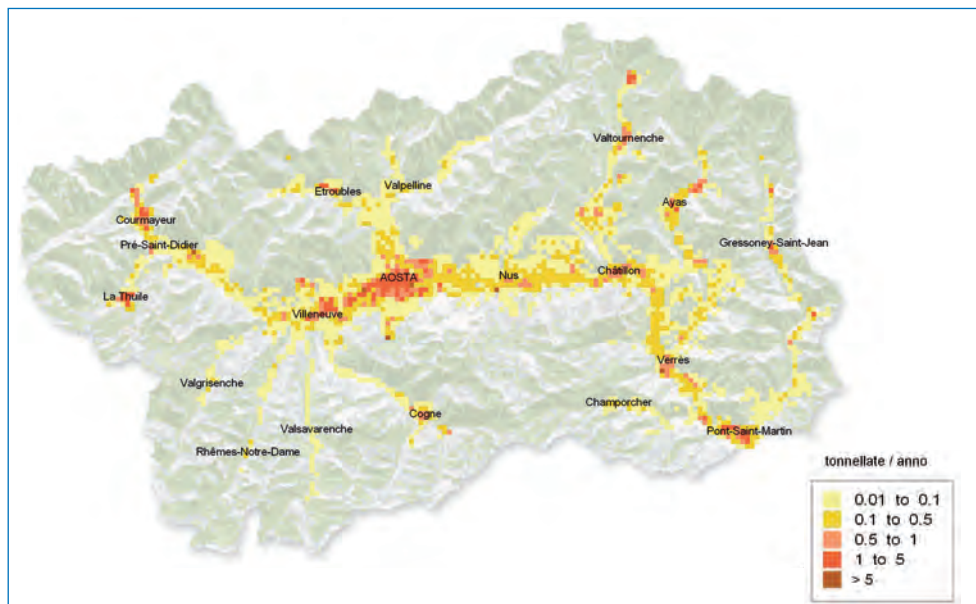 Valtournenche
Etroubles
Valpelline
Ayas
Courmayeur
Pré-Saint-Didier
Gressoney-Saint-Jean
AOSTA
Nus
Châtillon
La Thuile
Villeneuve
Verrès
Valgrisenche
Champorcher
Cogne
Valsavarenche
Pont-Saint-Martin
Rhêmes-Notre-Dame
tonnellate / anno
0.01 to 0.1
0.1 to 0.5
0.5 to 1
1 to 5
> 5